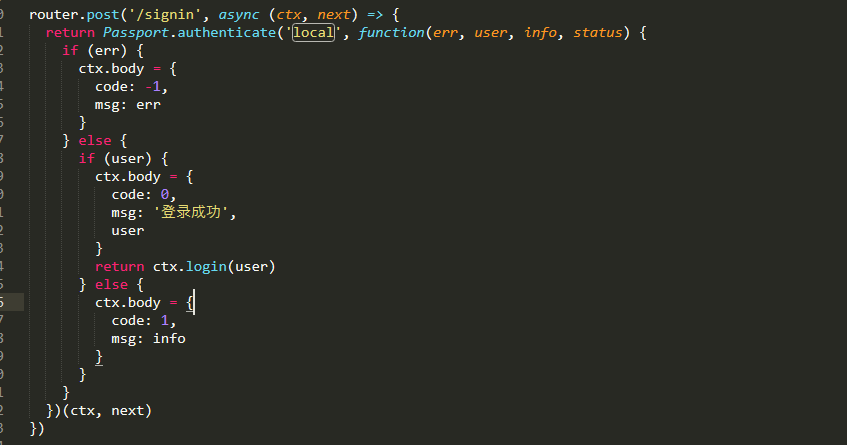 router.post('/signin', async (ctx, next) => {
  return Passport.authenticate('local', function(err, user, info, status) {
    if (err) {
      ctx.body = {
        code: -1,
        msg: err
      }
    } else {
      if (user) {
        ctx.body = {
          code: 0,
          msg: '登录成功',
          user
        }
        return ctx.login(user)
      } else {
        ctx.body = {
          code: 1,
          msg: info
        }
      }
    }
  })(ctx, next)
})